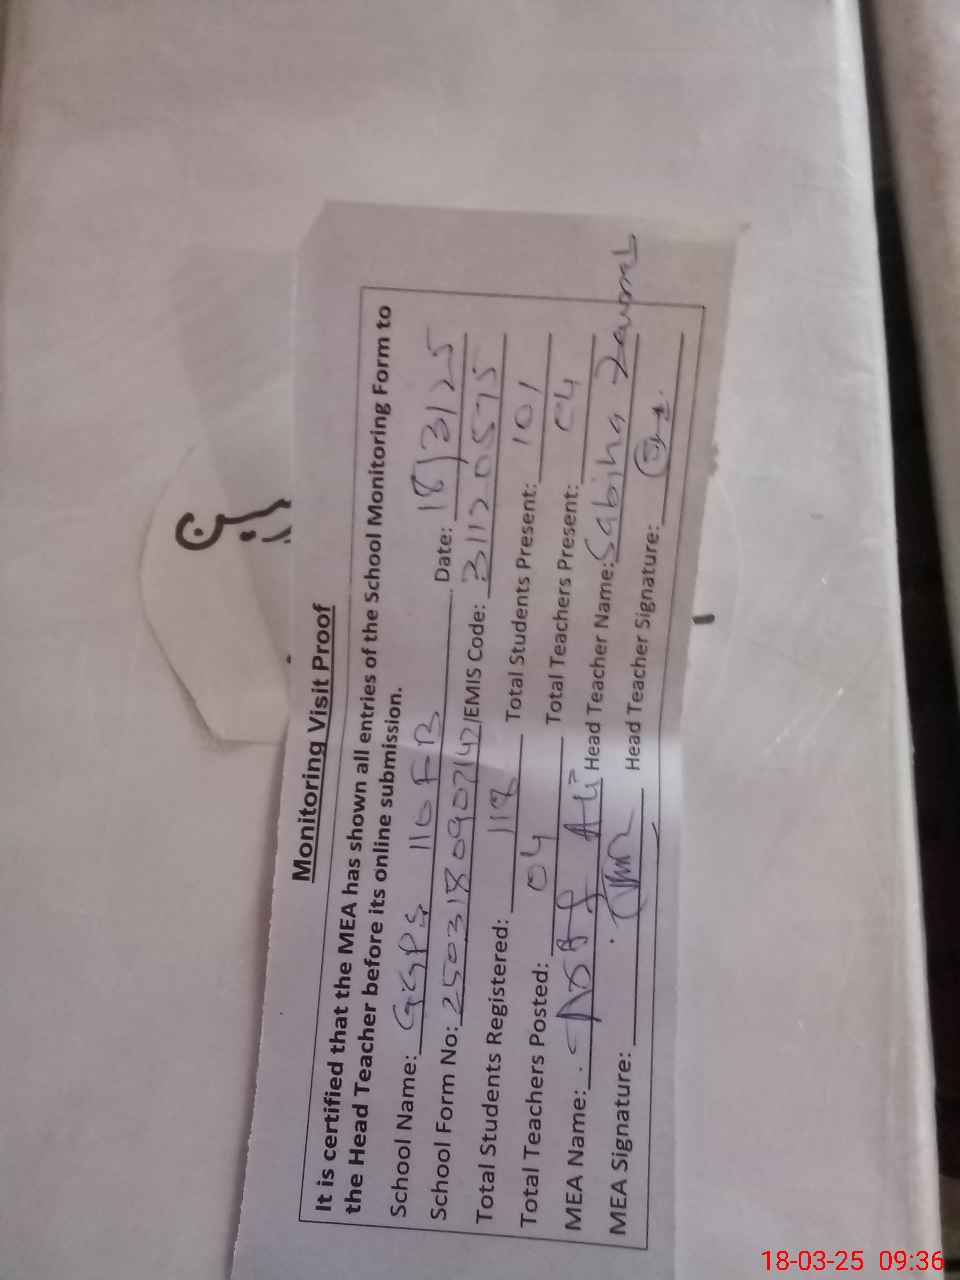 Monitoring Visit Proof
It is certified that the MEA has shown all entries of the School Monitoring Form to
the Head Teacher before its online submission.
School Name: GGPS 110 FB Date: 18/3/25
School Form No: 250318090714 2/EMIS Code: 31120575
Total Students Registered: 118 Total Students Present: 101
Total Teachers Posted: 04 Total Teachers Present: 04
MEA Name: Ali Head Teacher Name: Sabiha
MEA Signature: Head Teacher Signature:
18-03-25 09:36